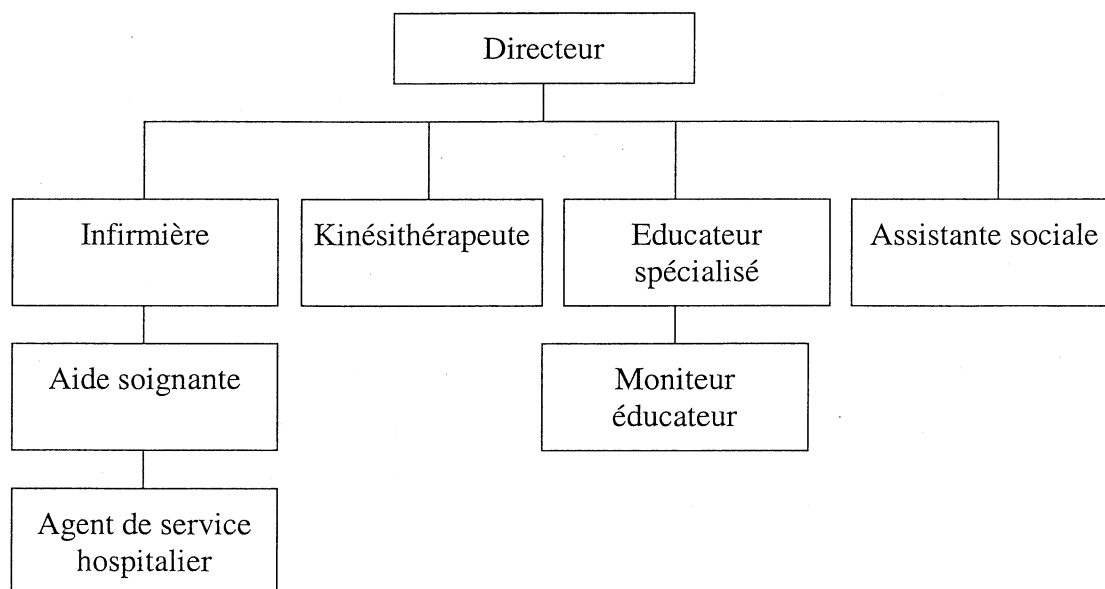 Directeur
Infirmière
Kinésithérapeute
Educateur
spécialisé
Assistante sociale
Aide soignante
Moniteur
éducateur
Agent de service
hospitalier